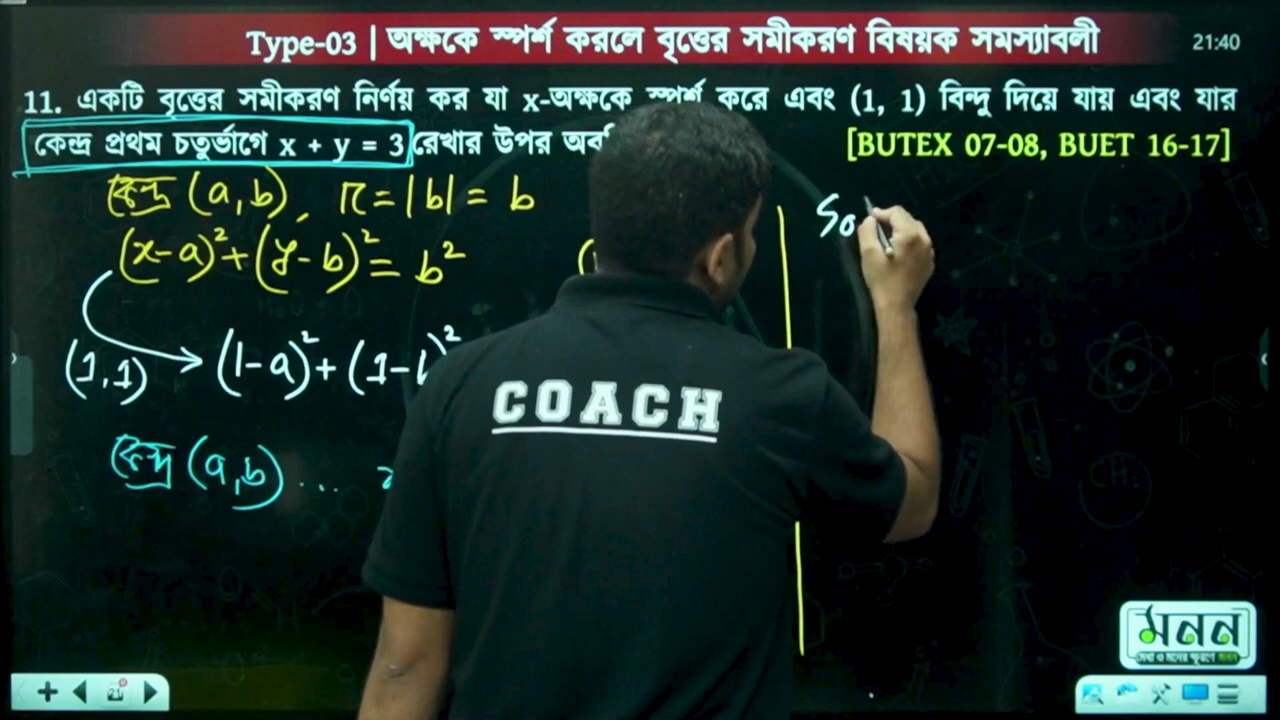 Type-03 | অক্ষকে স্পর্শ করলে বৃত্তের সমীকরণ বিষয়ক সমস্যাবলী
21:40
11. একটি বৃত্তের সমীকরণ নির্ণয় কর যা x-অক্ষকে স্পর্শ করে এবং (1, 1) বিন্দু দিয়ে যায় এবং যার
কেন্দ্র প্রথম চতুর্ভাগে x + y = 3 রেখার উপর
[BUTEX 07-08, BUET 16-17]
কেন্দ্র (a, b), r = |b| = b
(x-a)²+(y-b)² = b²
(1,1) → (1-a)²+(1-b)²
কেন্দ্র (a,b) ...
So
COACH
মনন